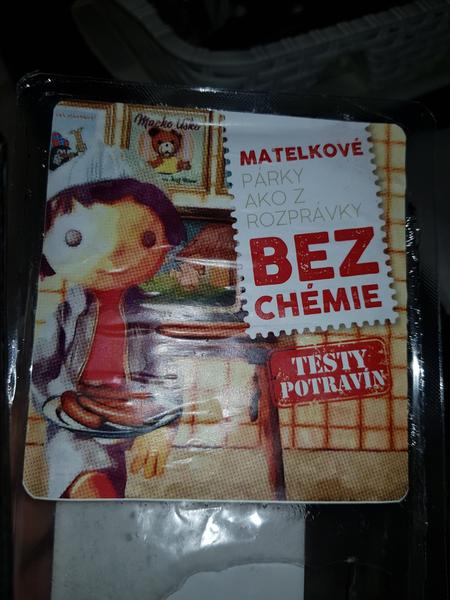 Macko Uško
MATELKOVÉ
PÁRKY
AKO Z
ROZPRÁVKY
BEZ
CHÉMIE
TESTY
POTRAVÍN